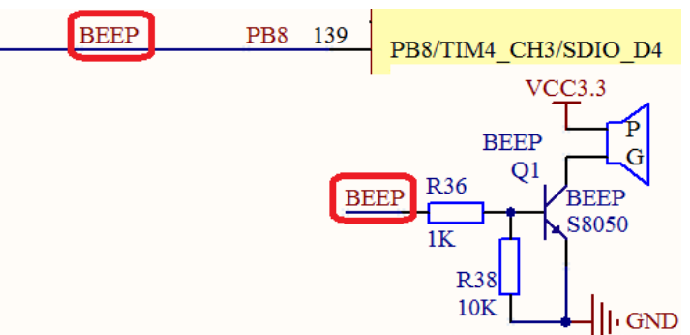 BEEP PB8 139 PB8/TIM4_CH3/SDIO_D4
VCC3.3
P
BEEP
G
Q1
BEEP R36 BEEP
S8050
1K
R38
10K
GND